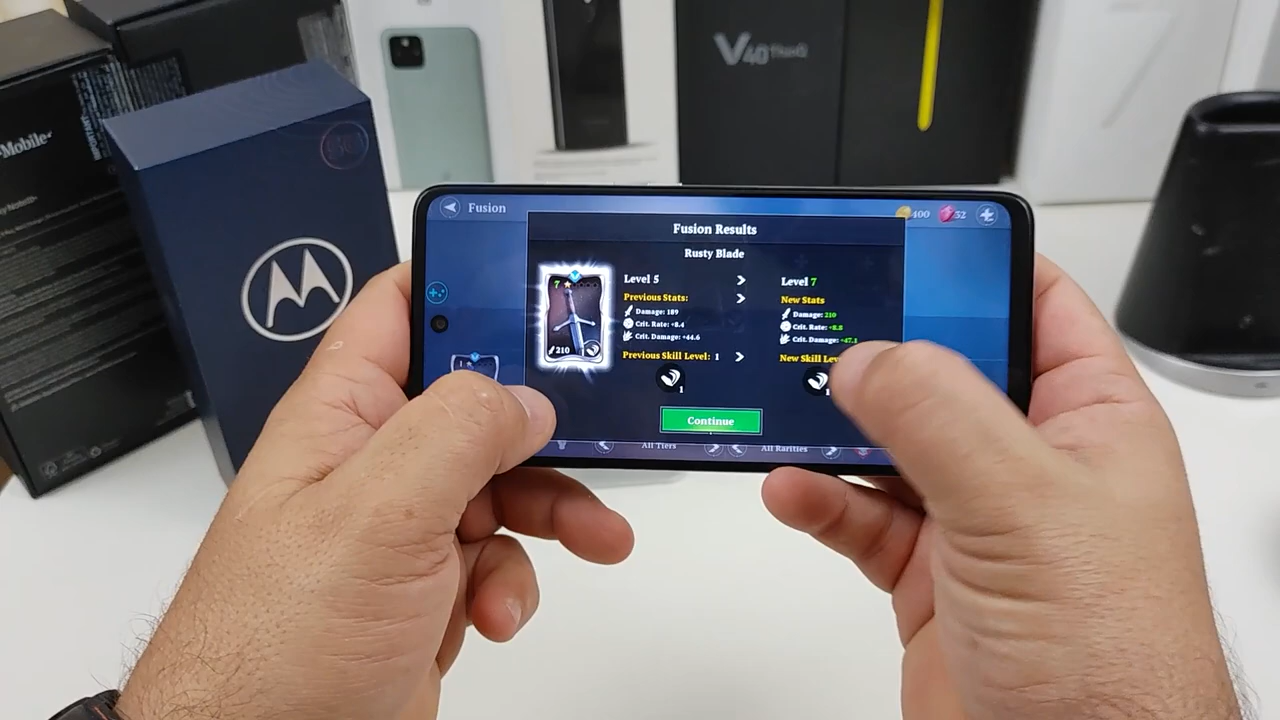 Mobile
V40 ThinQ
Fusion
400
52
Fusion Results
Rusty Blade
7
210
Level 5
Previous Stats:
Damage: 189
Crit. Rate: +8.4
Crit. Damage: +44.6
Previous Skill Level: 1
1
Level 7
New Stats
Damage: 210
Crit. Rate: +8.8
Crit. Damage: +47.1
New Skill
1
Continue
All Tiers
All Rarities